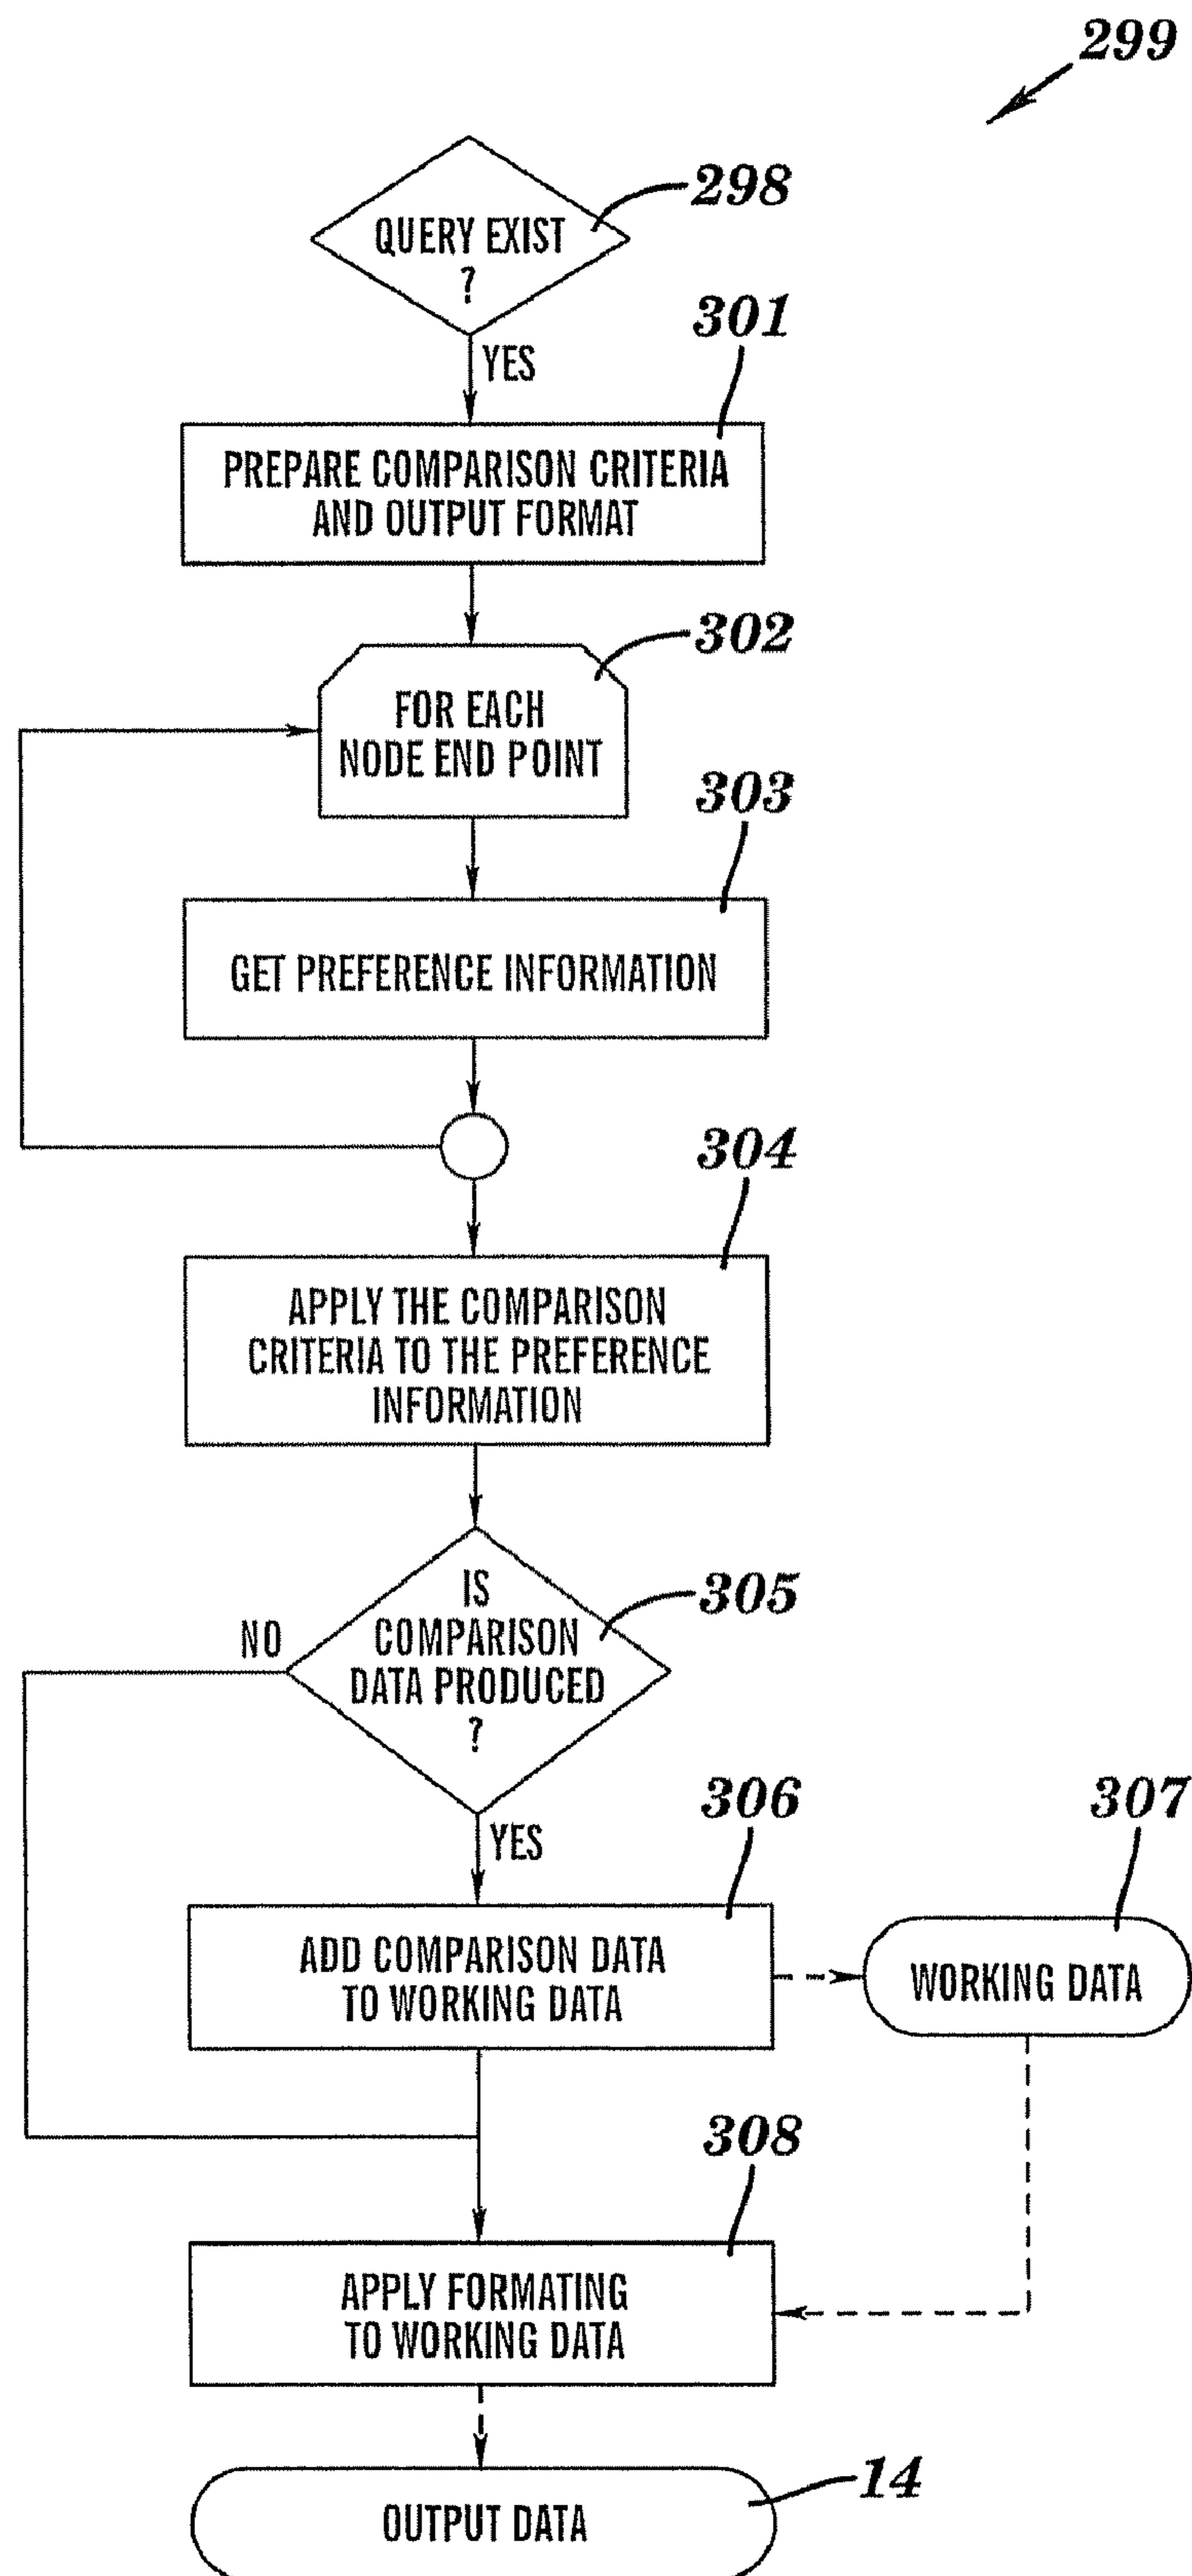 299
298
QUERY EXIST
?
YES
301
PREPARE COMPARISON CRITERIA
AND OUTPUT FORMAT
302
FOR EACH
NODE END POINT
303
GET PREFERENCE INFORMATION
304
APPLY THE COMPARISON
CRITERIA TO THE PREFERENCE
INFORMATION
305
IS
COMPARISON
DATA PRODUCED
?
NO
YES
306
307
ADD COMPARISON DATA
TO WORKING DATA
WORKING DATA
308
APPLY FORMATING
TO WORKING DATA
14
OUTPUT DATA